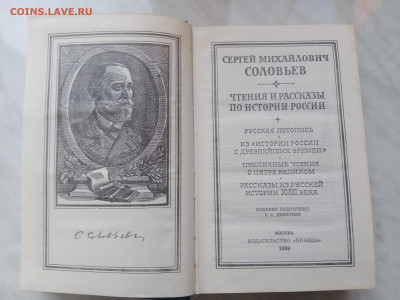 COINS.LAVE.RU
С. Соловьев
СЕРГЕЙ МИХАЙЛОВИЧ
СОЛОВЬЕВ
ЧТЕНИЯ И РАССКАЗЫ
ПО ИСТОРИИ РОССИИ
РУССКАЯ ЛЕТОПИСЬ
ИЗ «ИСТОРИИ РОССИИ
С ДРЕВНЕЙШИХ ВРЕМЕН»
ПУБЛИЧНЫЕ ЧТЕНИЯ
О ПЕТРЕ ВЕЛИКОМ
РАССКАЗЫ ИЗ РУССКОЙ
ИСТОРИИ XVIII ВЕКА
МОСКВА
ИЗДАТЕЛЬСТВО «ПРАВДА»